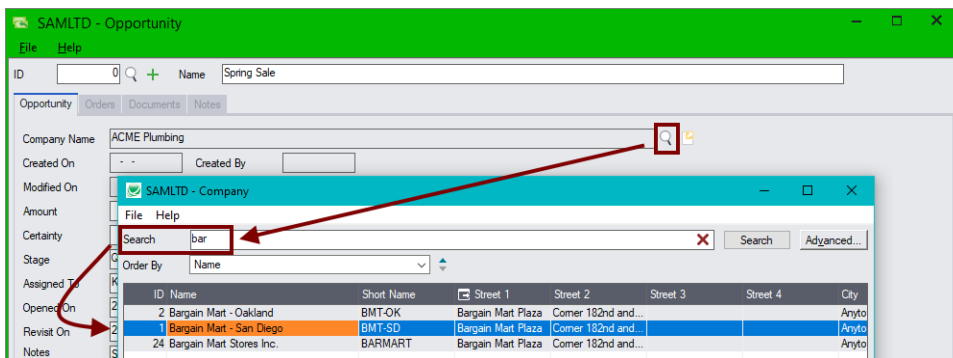 SAMLTD - Opportunity
File Help
ID 0 Name Spring Sale
Opportunity Orders Documents Notes
Company Name ACME Plumbing
Created On - - Created By
Modified On
Amount
Certainty
Stage
Assigned To K
Opened On 2
Revisit On 2
Notes S
SAMLTD - Company
File Help
Search bar Search Advanced...
Order By Name
ID Name Short Name Street 1 Street 2 Street 3 Street 4 City
2 Bargain Mart - Oakland BMT-OK Bargain Mart Plaza Corner 182nd and... Anyto
1 Bargain Mart - San Diego BMT-SD Bargain Mart Plaza Corner 182nd and... Anyto
24 Bargain Mart Stores Inc. BARMART Bargain Mart Plaza Corner 182nd and... Anyto